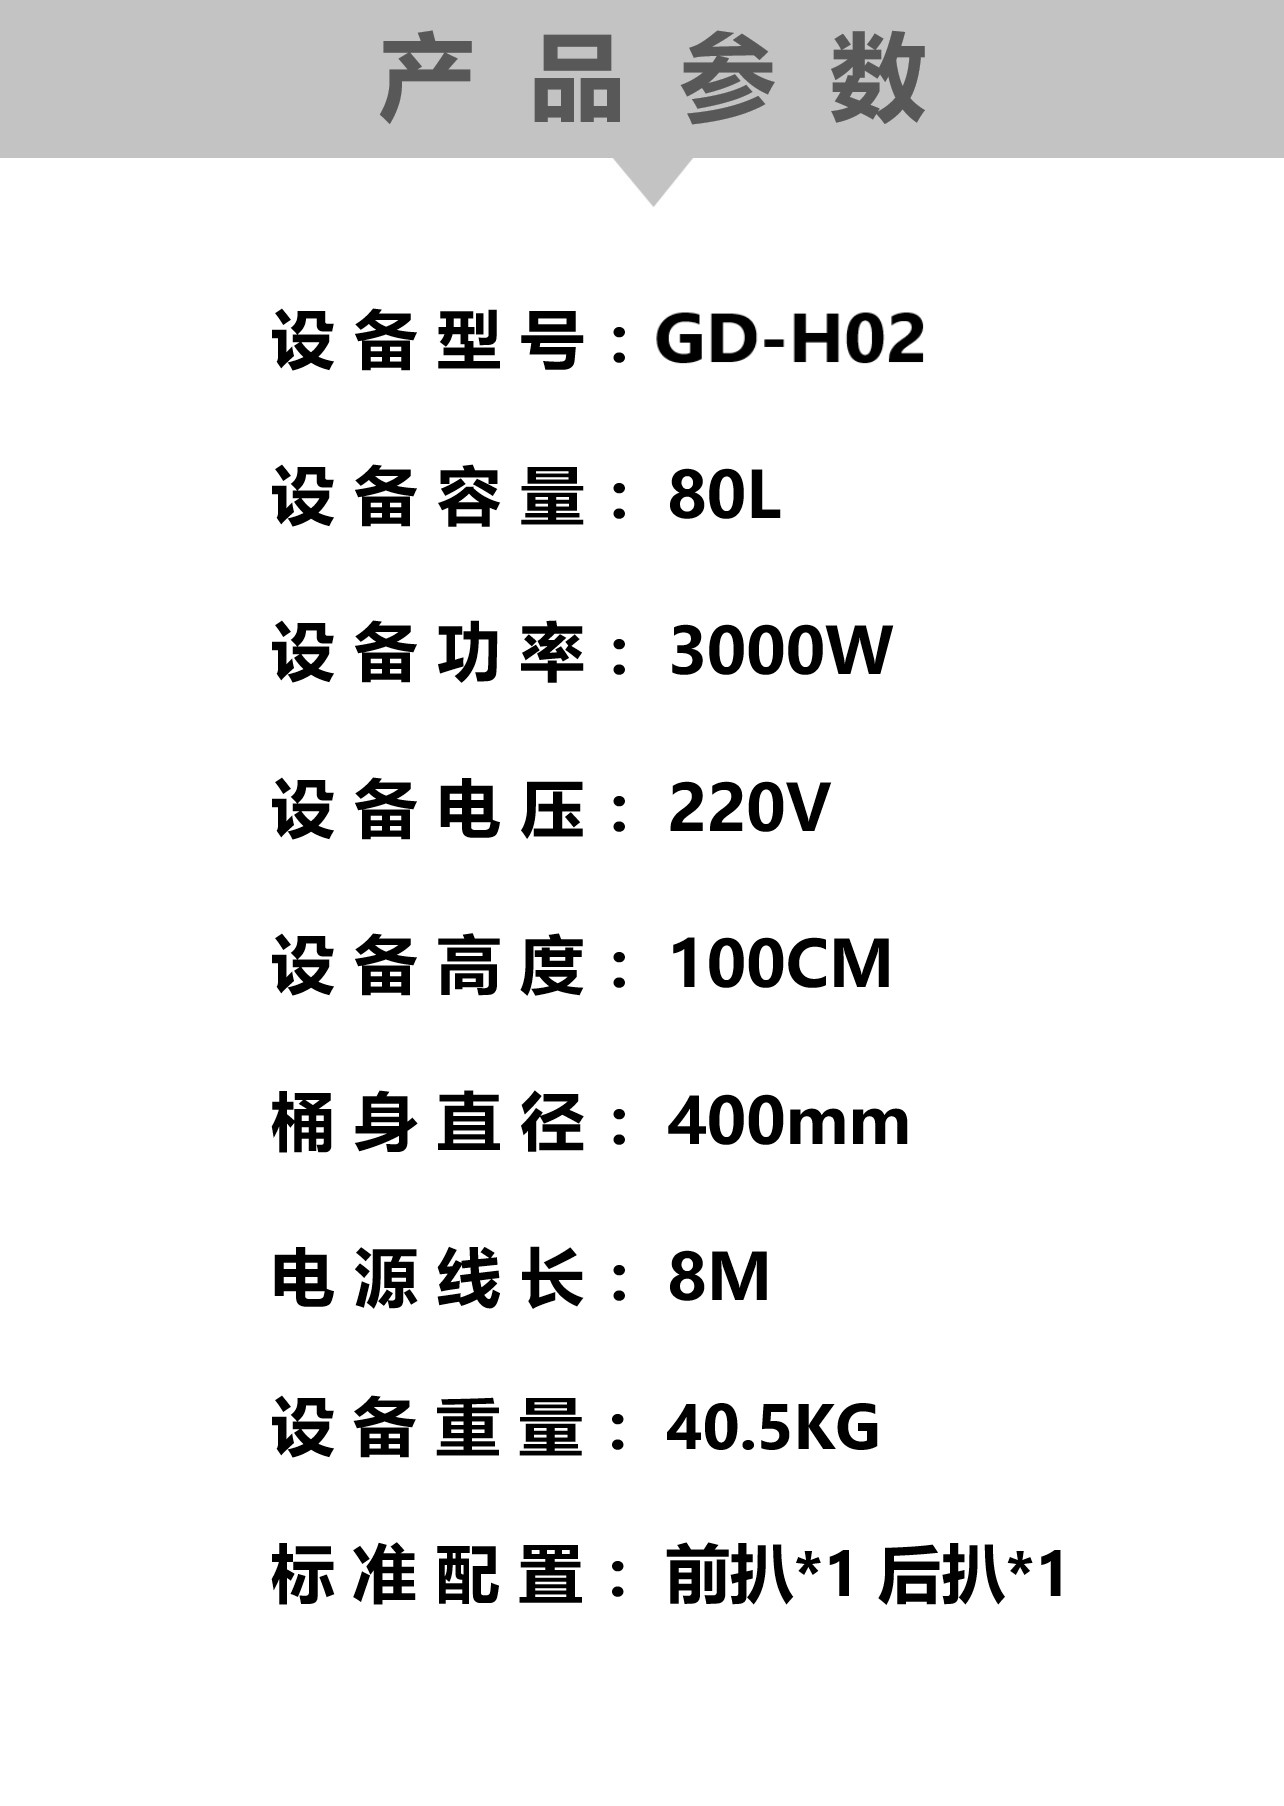 产品参数
设备型号：GD-H02
设备容量：80L
设备功率：3000W
设备电压：220V
设备高度：100CM
桶身直径：400mm
电源线长：8M
设备重量：40.5KG
标准配置：前扒*1 后扒*1